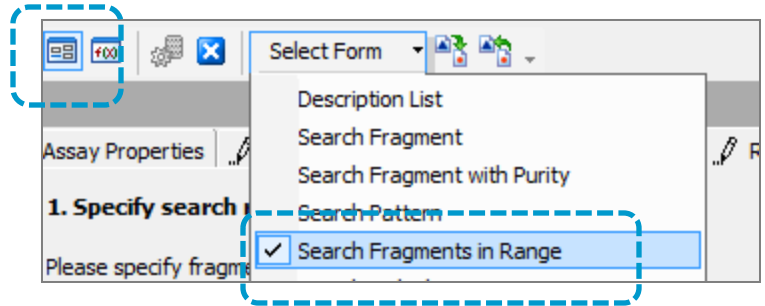 f(x)
Select Form
Description List
Search Fragment
Assay Properties
Search Fragment with Purity
1. Specify search
Search Pattern
Search Fragments in Range
Please specify